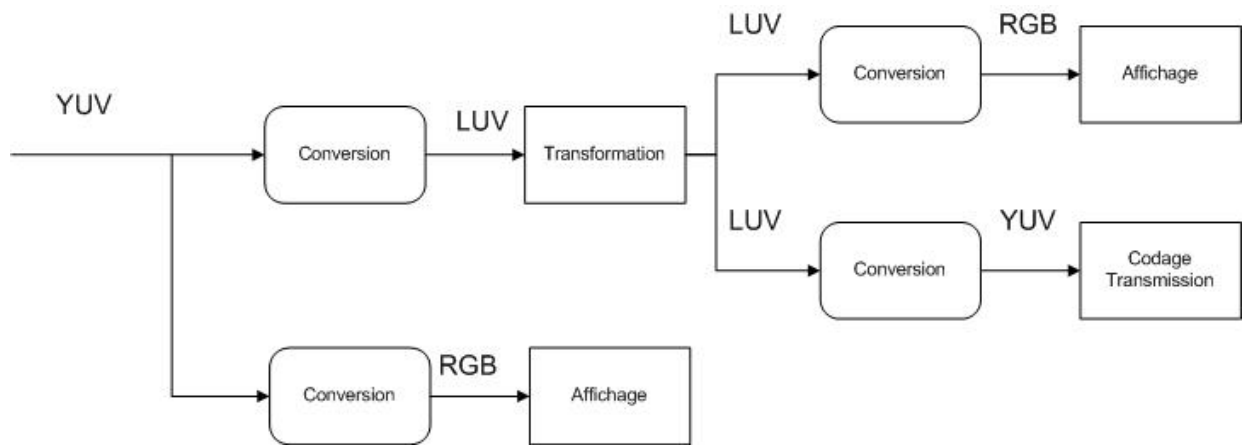 LUV
RGB
Conversion
Affichage
YUV
LUV
Conversion
Transformation
LUV
YUV
Conversion
Codage
Transmission
RGB
Conversion
Affichage